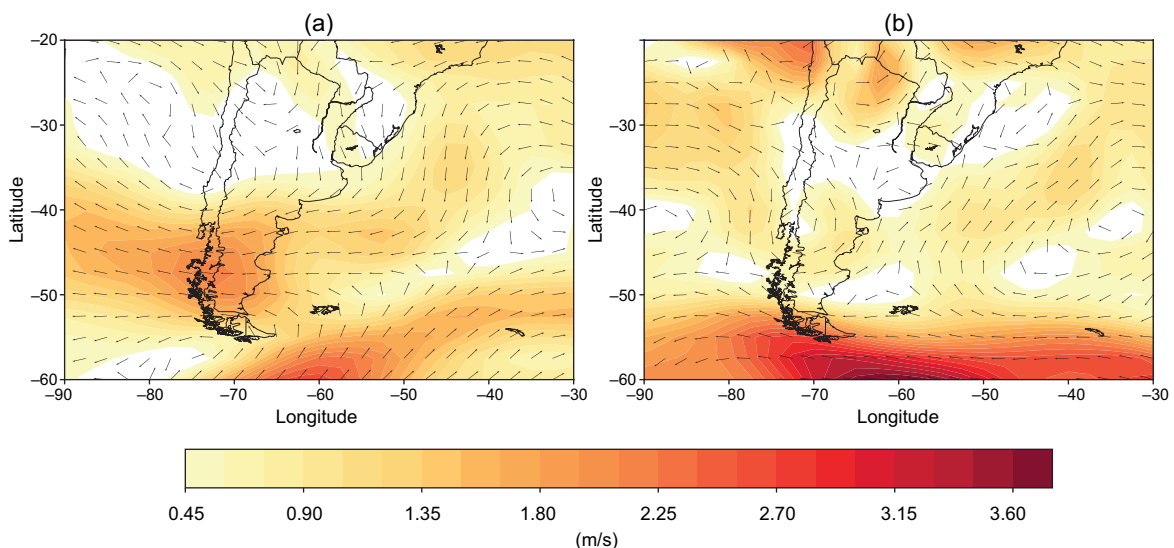 (a) (b)
–20 –20
–30 –30
–40 –40
–50 –50
–60 –60
Latitude Latitude
–90 –80 –70 –60 –50 –40 –30 –90 –80 –70 –60 –50 –40 –30
Longitude Longitude
0.45 0.90 1.35 1.80 2.25 2.70 3.15 3.60
(m/s)